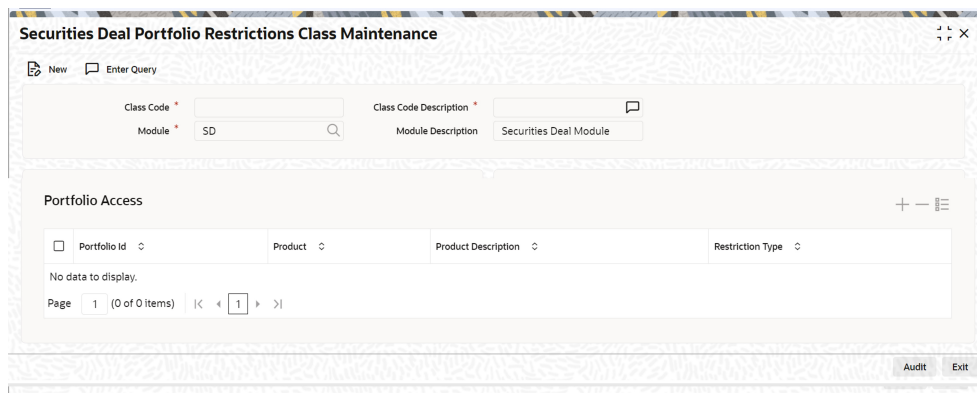 Securities Deal Portfolio Restrictions Class Maintenance
New Enter Query
Class Code * Class Code Description *
Module * SD Module Description Securities Deal Module
Portfolio Access
Portfolio Id Product Product Description Restriction Type
No data to display.
Page 1 (0 of 0 items) 1
Audit Exit